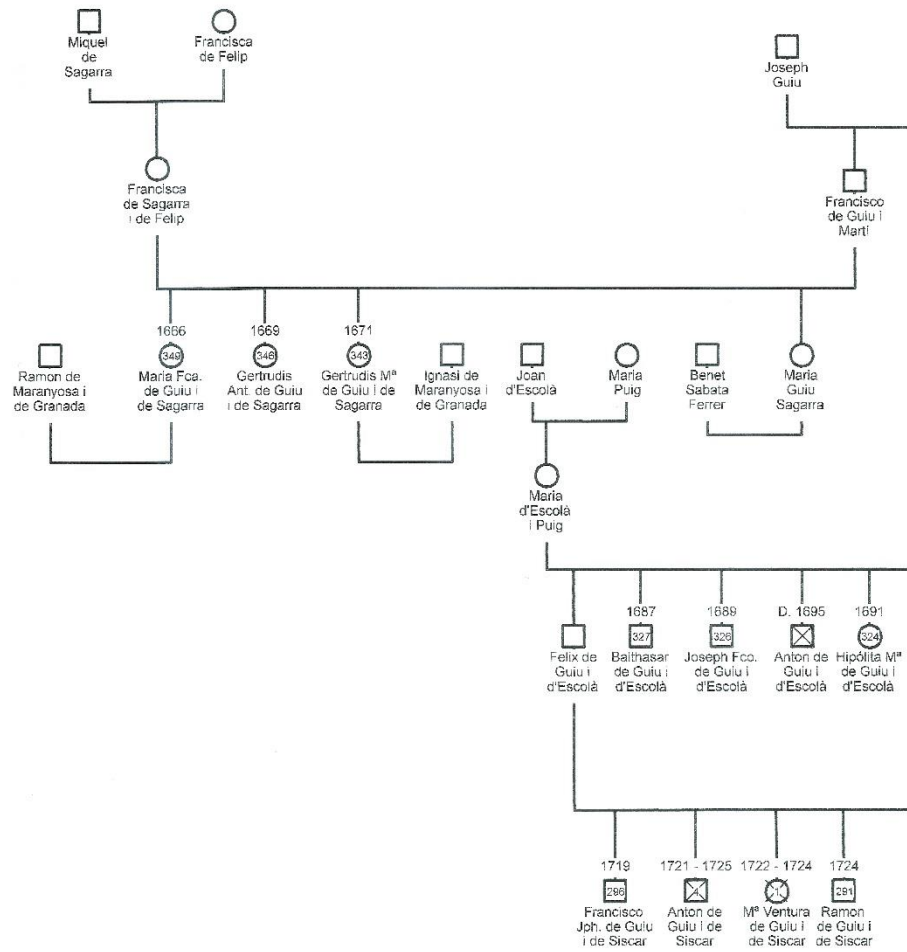 Miquel
de
Sagarra
Francisca
de Felip
Joseph
Guiu
Francisca
de Sagarra
i de Felip
Francisco
de Guiu i
Martí
1666
349
1669
346
1671
343
Ramon de
Maranyosa i
de Granada
Maria Fca.
de Guiu i
de Sagarra
Gertrudis
Ant. de Guiu
i de Sagarra
Gertrudis Mª
de Guiu i de
Sagarra
Ignasi de
Maranyosa i
de Granada
Joan
d'Escolà
Maria
Puig
Benet
Sabata
Ferrer
Maria
Guiu
Sagarra
Maria
d'Escolà
i Puig
1687
327
1689
326
D. 1695
1691
324
Felix de
Guiu i
d'Escolà
Balthasar
de Guiu i
d'Escolà
Joseph Fco.
de Guiu i
d'Escolà
Anton de
Guiu i
d'Escolà
Hipólita Mª
de Guiu i
d'Escolà
1719
296
1721 - 1725
4
1722 - 1724
1
1724
291
Francisco
Jph. de Guiu
i de Siscar
Anton de
Guiu i de
Siscar
Mª Ventura
de Guiu i
de Siscar
Ramon
de Guiu i
de Siscar